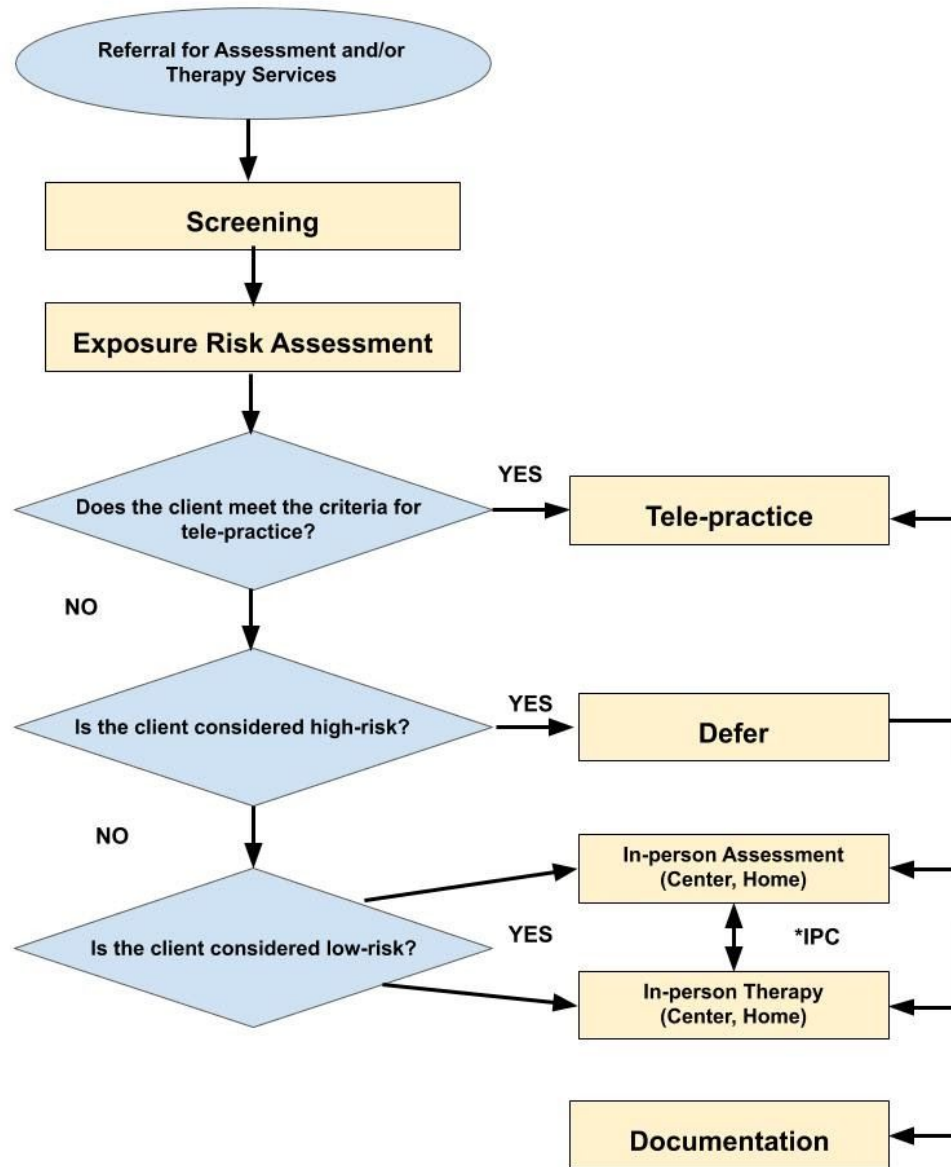 Referral for Assessment and/or
Therapy Services
Screening
Exposure Risk Assessment
Does the client meet the criteria for
tele-practice?
YES
Tele-practice
NO
Is the client considered high-risk?
YES
Defer
NO
In-person Assessment
(Center, Home)
Is the client considered low-risk?
YES
*IPC
In-person Therapy
(Center, Home)
Documentation